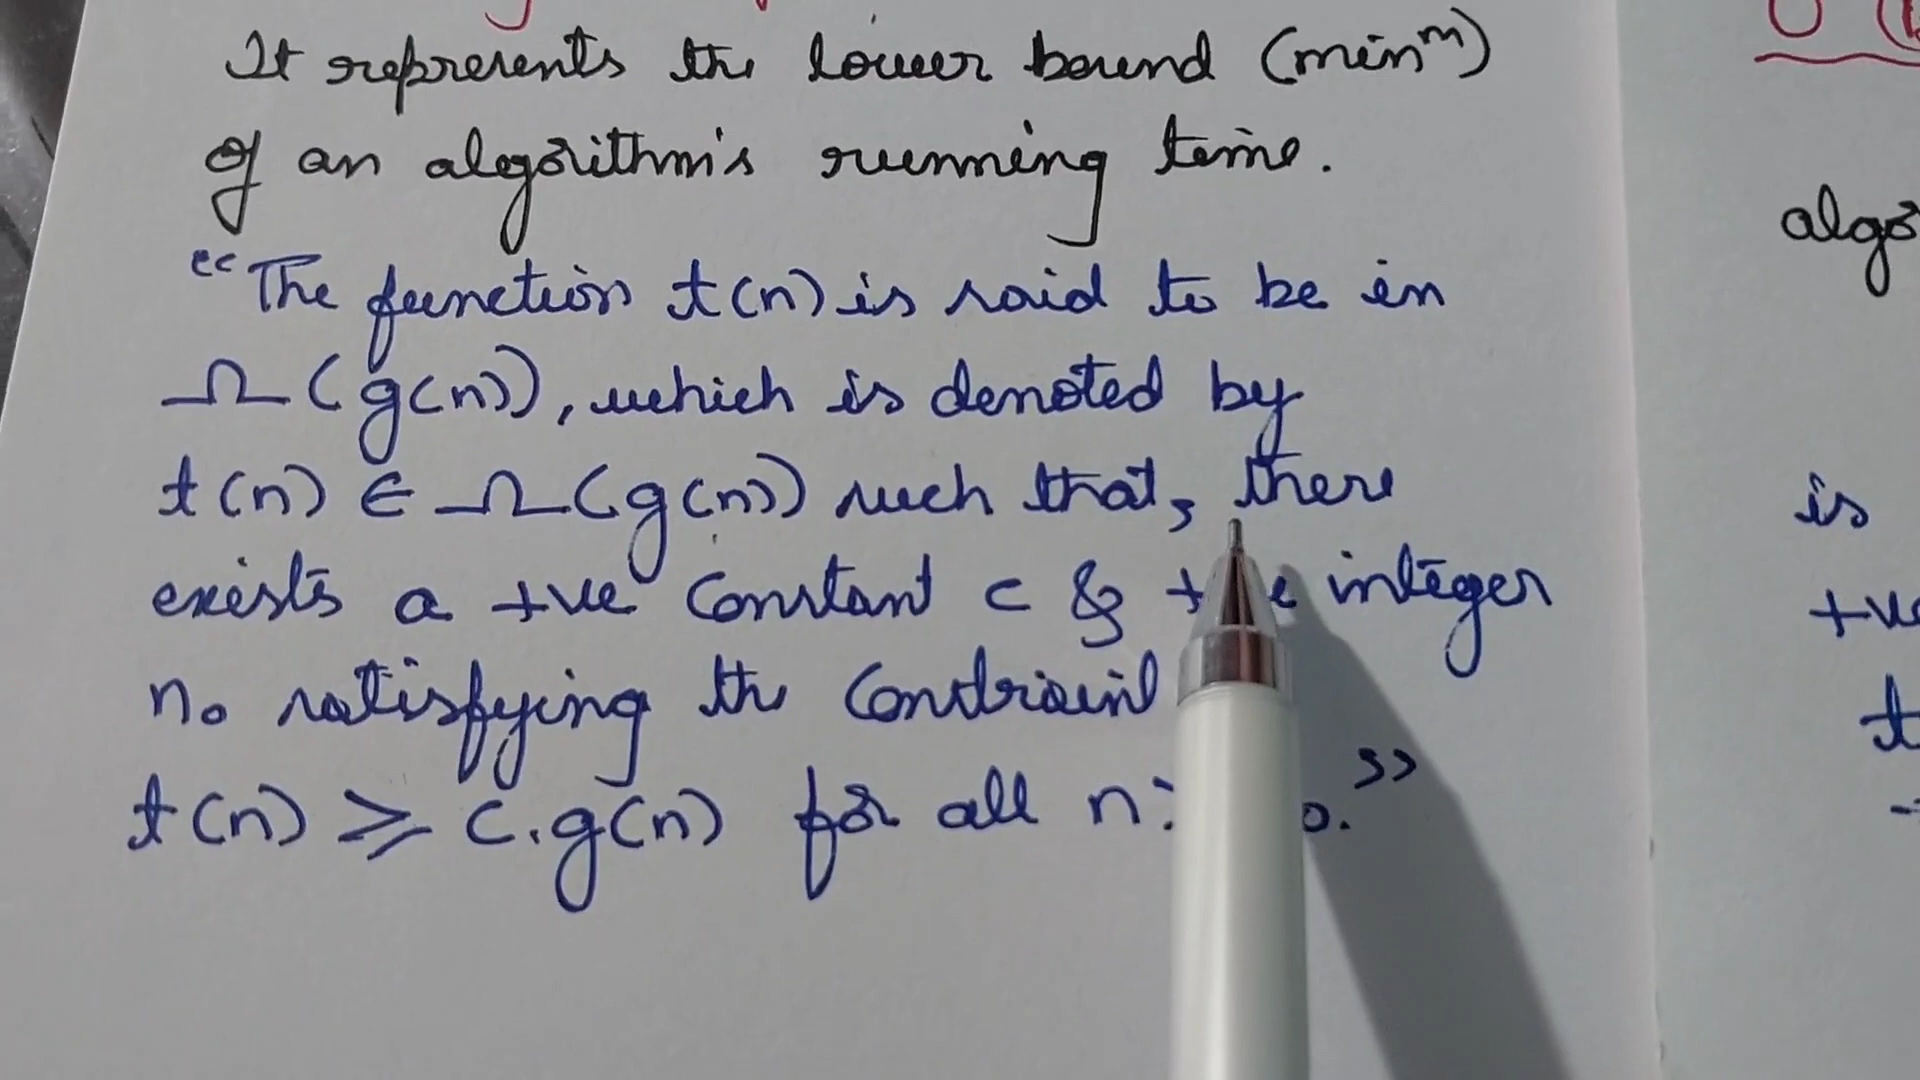 It represents the lower bound (minᵐ)
of an algorithm's running time.
"The function t(n) is said to be in
Ω(g(n)), which is denoted by
t(n) ∈ Ω(g(n)) such that, there
exists a +ve constant c & +ve integer
n₀ satisfying the constraint
t(n) ⩾ c.g(n) for all n
algo
is
+ve
t